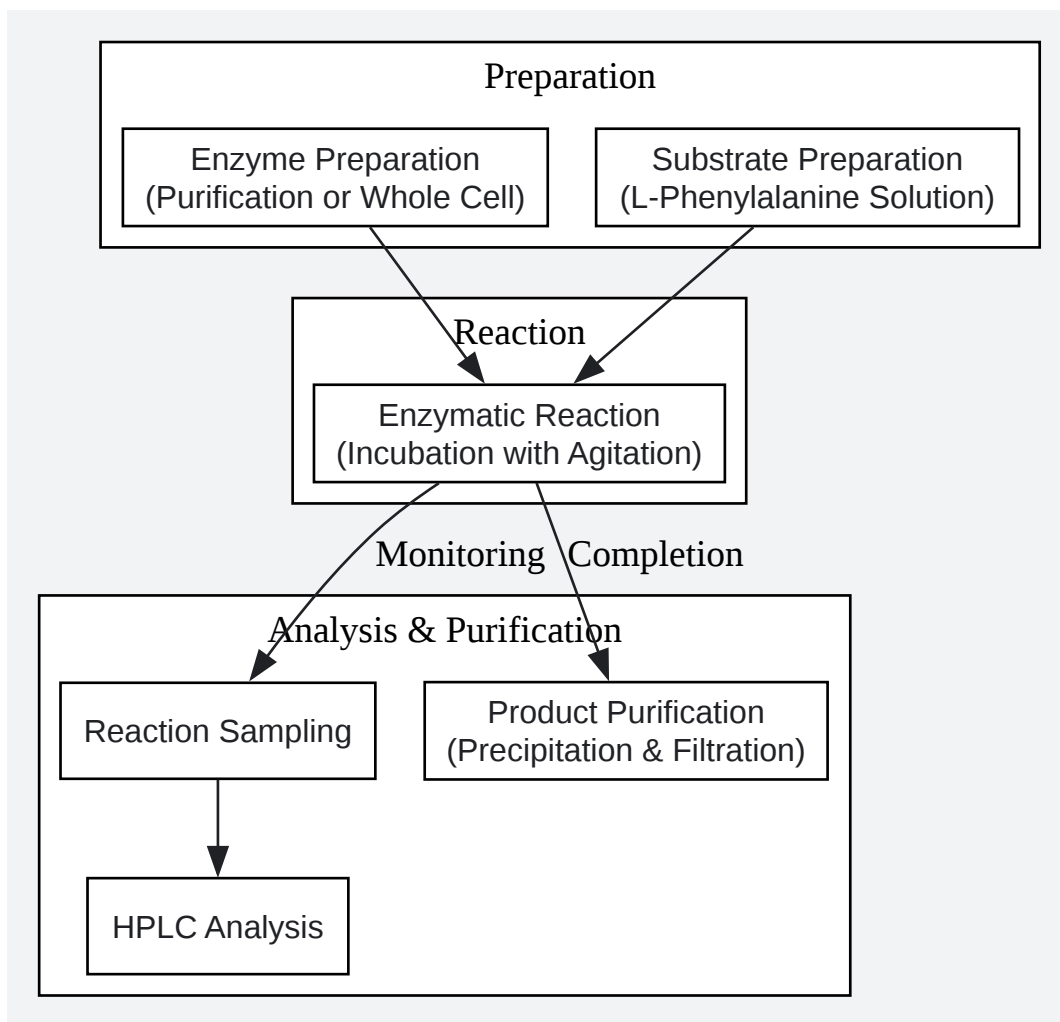 Preparation
Enzyme Preparation
(Purification or Whole Cell)
Substrate Preparation
(L-Phenylalanine Solution)
Reaction
Enzymatic Reaction
(Incubation with Agitation)
Monitoring
Completion
Analysis & Purification
Reaction Sampling
Product Purification
(Precipitation & Filtration)
HPLC Analysis